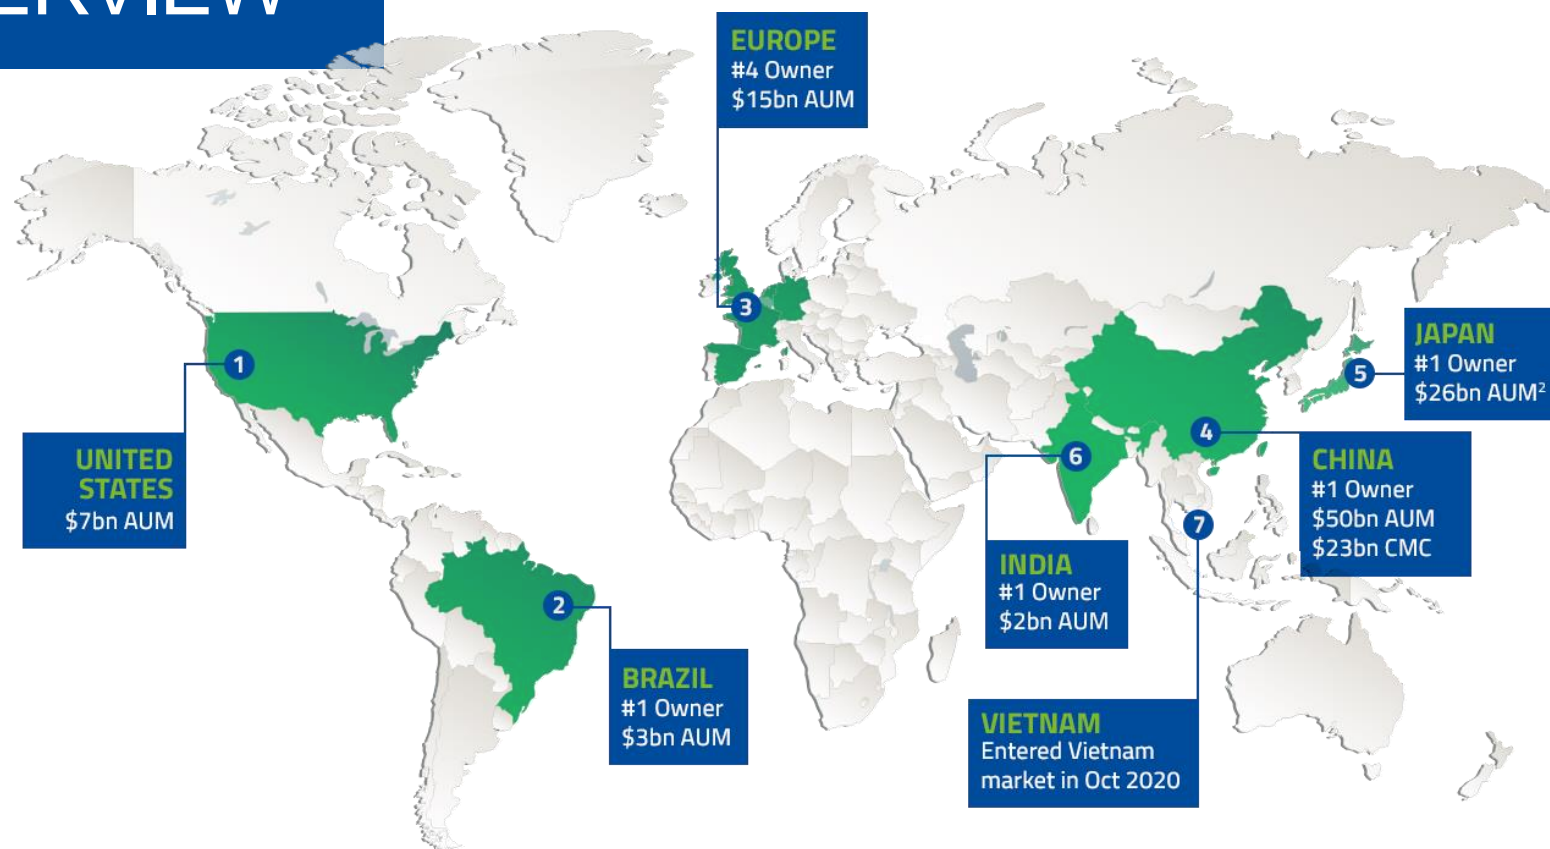 EUROPE
#4 Owner
$15bn AUM
1
3
JAPAN
#1 Owner
$26bn AUM²
5
UNITED
STATES
$7bn AUM
4
6
CHINA
#1 Owner
$50bn AUM
$23bn CMC
7
INDIA
#1 Owner
$2bn AUM
2
BRAZIL
#1 Owner
$3bn AUM
VIETNAM
Entered Vietnam
market in Oct 2020